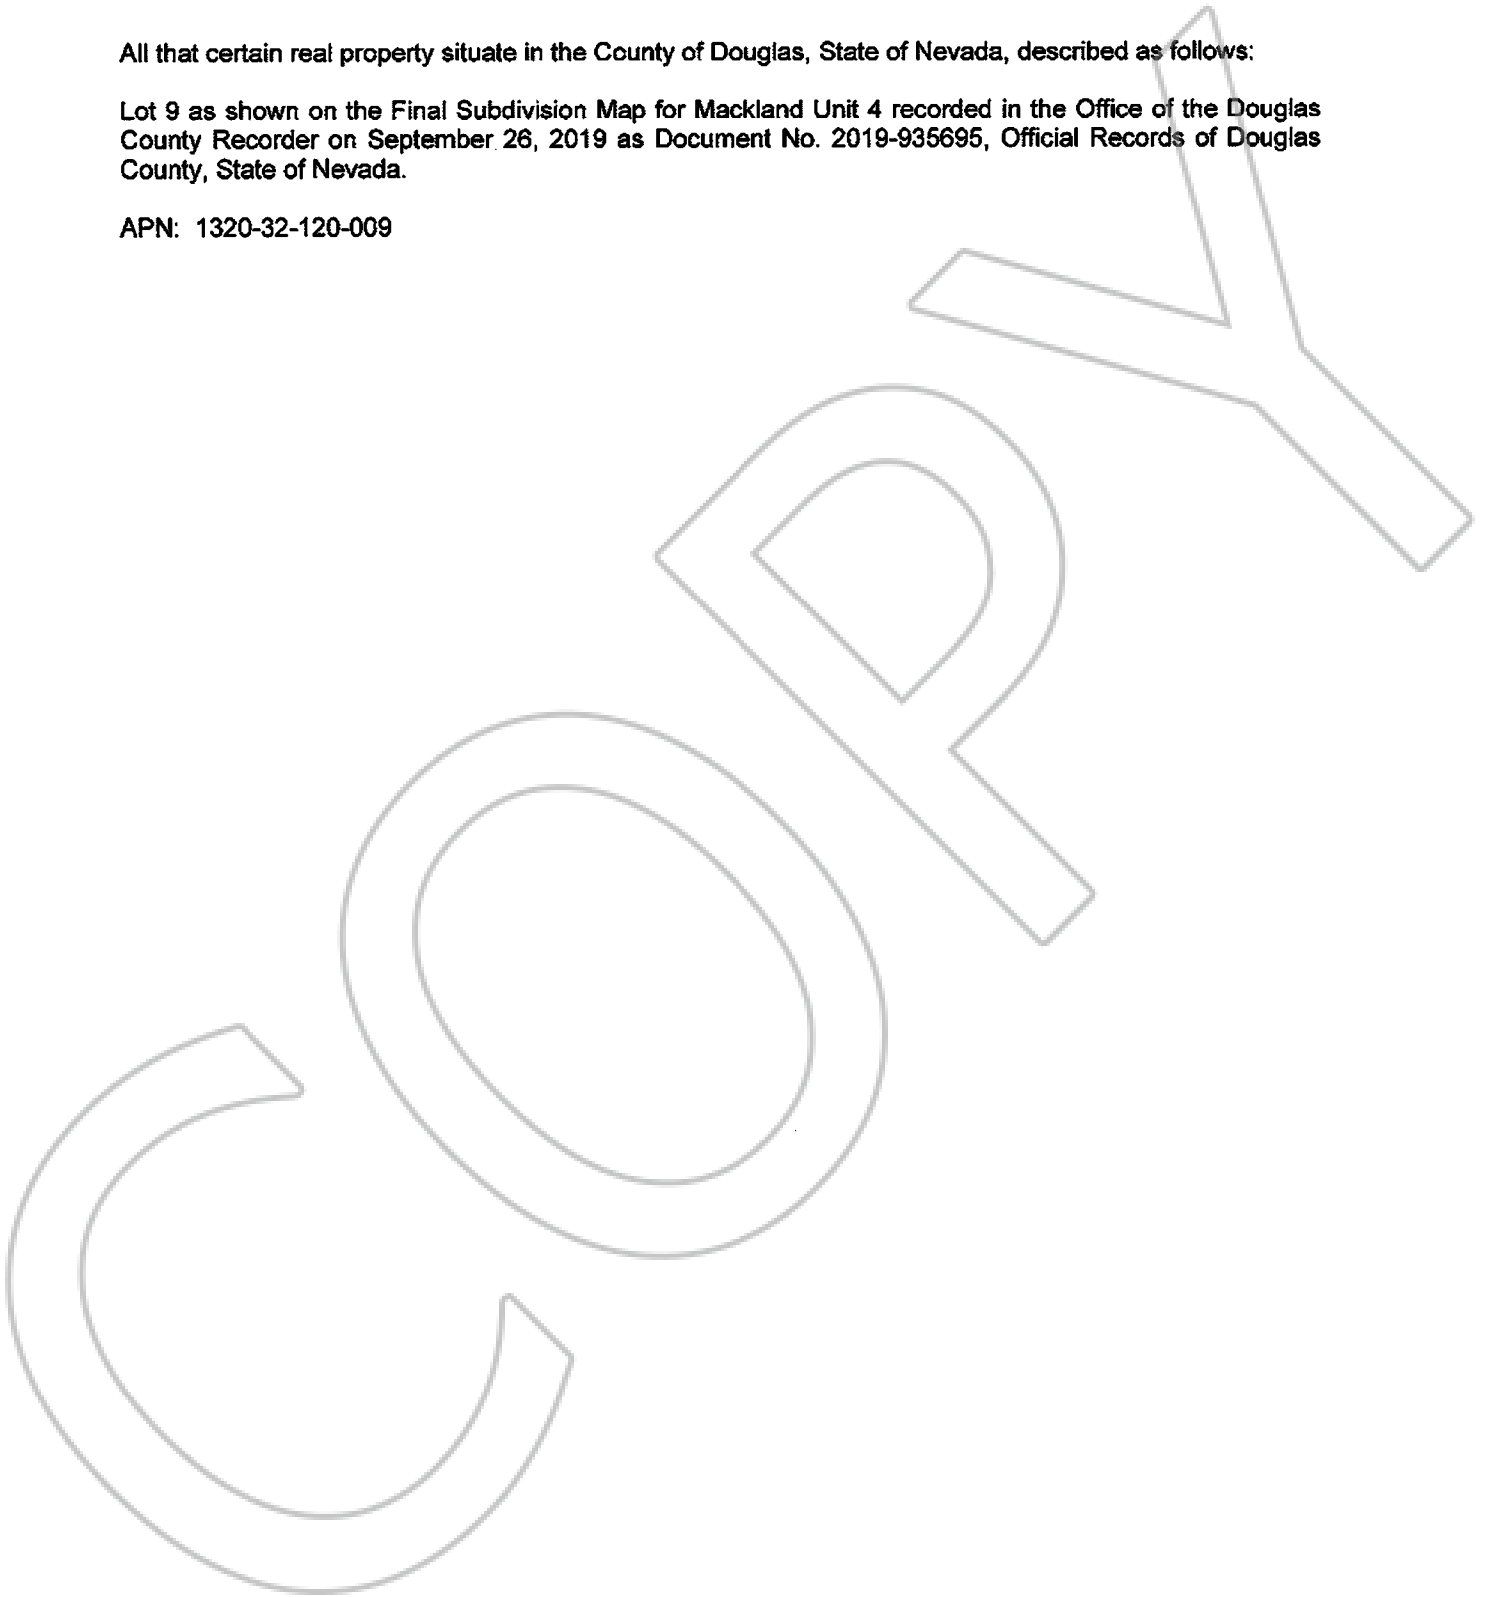 All that certain real property situate in the County of Douglas, State of Nevada, described as follows:
Lot 9 as shown on the Final Subdivision Map for Mackland Unit 4 recorded in the Office of the Douglas
County Recorder on September 26, 2019 as Document No. 2019-935695, Official Records of Douglas
County, State of Nevada.
APN: 1320-32-120-009
COPY